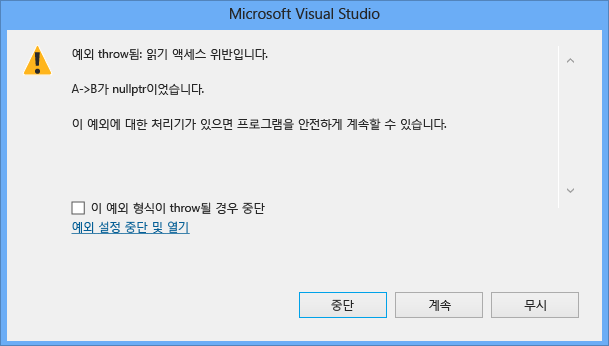 Microsoft Visual Studio
예외 throw됨: 읽기 액세스 위반입니다.
A->B가 nullptr이었습니다.
이 예외에 대한 처리기가 있으면 프로그램을 안전하게 계속할 수 있습니다.
이 예외 형식이 throw될 경우 중단
예외 설정 중단 및 열기
중단
계속
무시